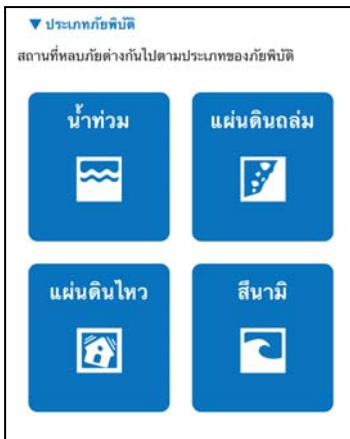 ▼ ประเภทภัยพิบัติ
สถานที่หลบภัยต่างกันไปตามประเภทของภัยพิบัติ
น้ำท่วม
แผ่นดินถล่ม
แผ่นดินไหว
สึนามิ